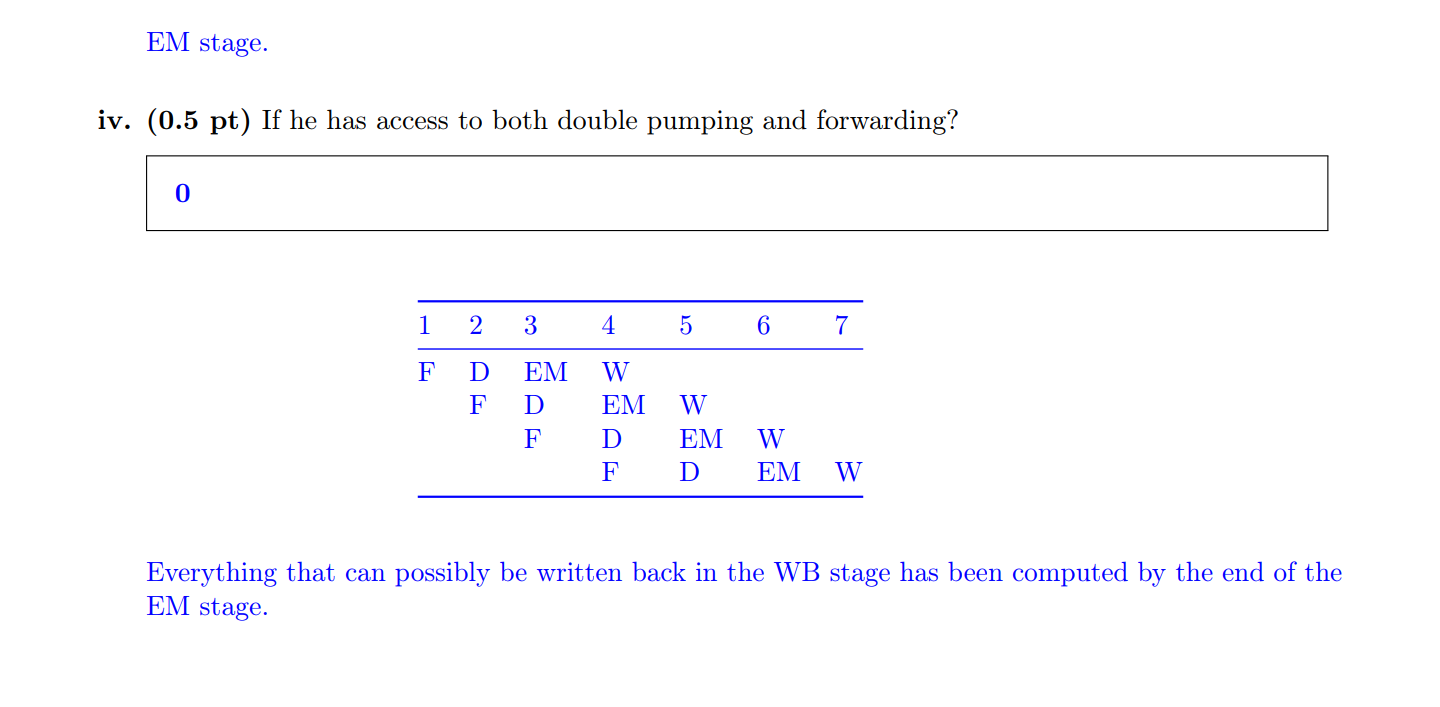 EM stage.
iv. (0.5 pt) If he has access to both double pumping and forwarding?
0
1 2 3 4 5 6 7
F D EM W
F D EM W
F D EM W
F D EM W
Everything that can possibly be written back in the WB stage has been computed by the end of the
EM stage.